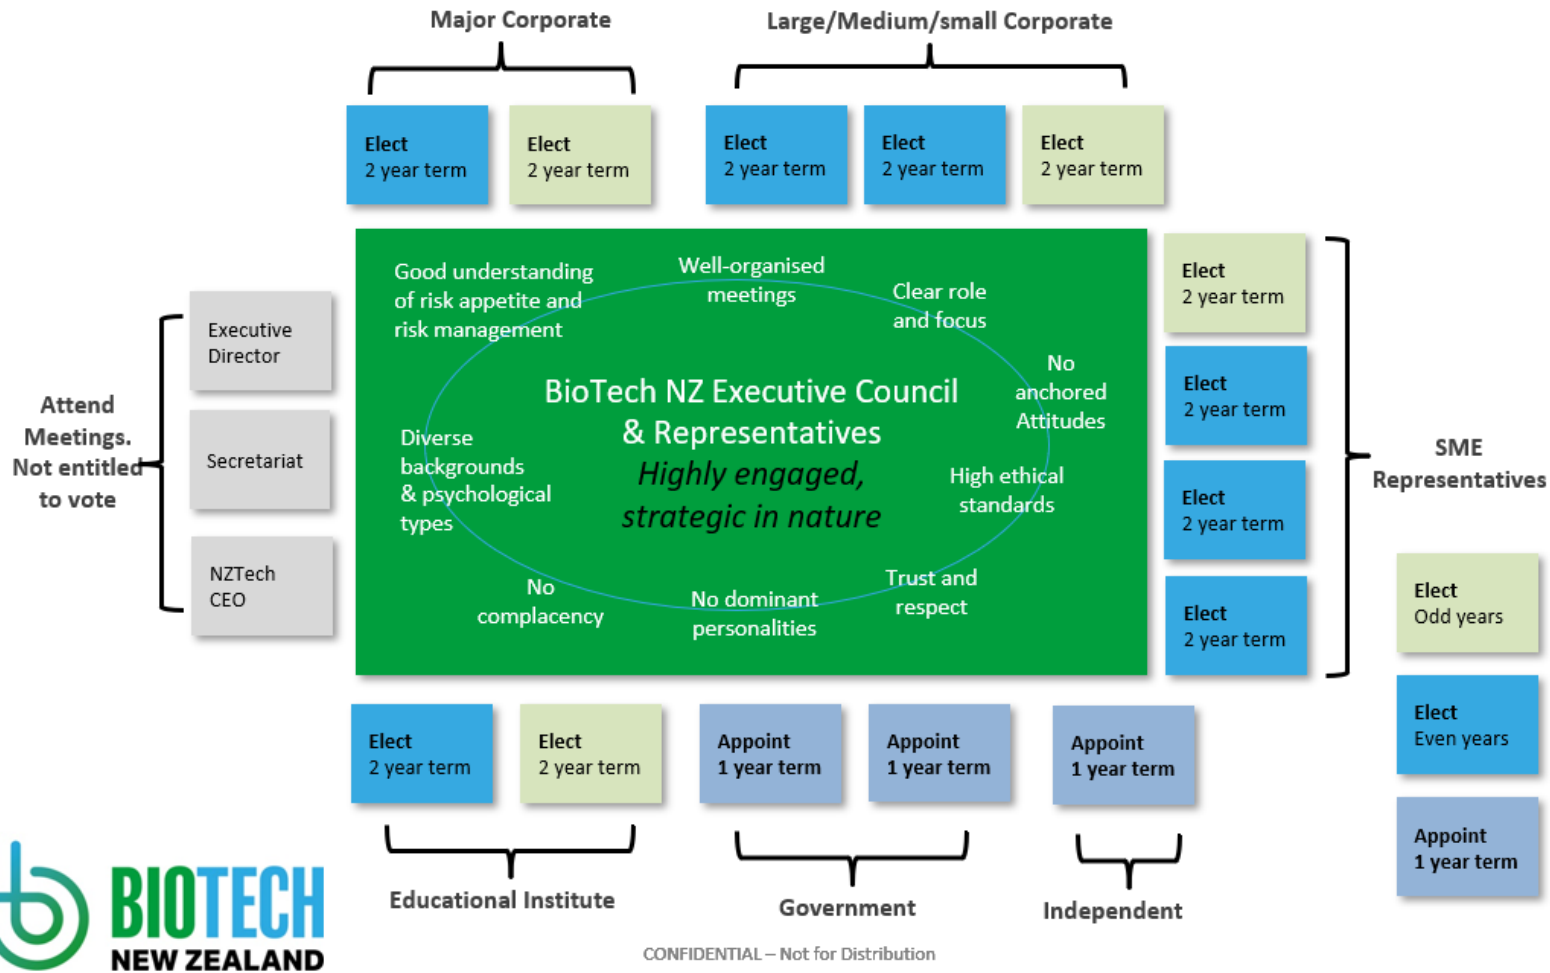 Major Corporate
Large/Medium/small Corporate
Elect
2 year term
Elect
2 year term
Elect
2 year term
Elect
2 year term
Elect
2 year term
Good understanding
of risk appetite and
risk management
Well-organised
meetings
Clear role
and focus
No
anchored
Attitudes
BioTech NZ Executive Council
& Representatives
Highly engaged,
strategic in nature
Diverse
backgrounds
& psychological
types
High ethical
standards
No
complacency
No dominant
personalities
Trust and
respect
Attend
Meetings.
Not entitled
to vote
Executive
Director
Secretariat
NZTech
CEO
Elect
2 year term
Elect
2 year term
Elect
2 year term
Elect
2 year term
SME
Representatives
Elect
Odd years
Elect
Even years
Appoint
1 year term
Elect
2 year term
Elect
2 year term
Appoint
1 year term
Appoint
1 year term
Appoint
1 year term
Educational Institute
Government
Independent
BIOTECH
NEW ZEALAND
CONFIDENTIAL – Not for Distribution